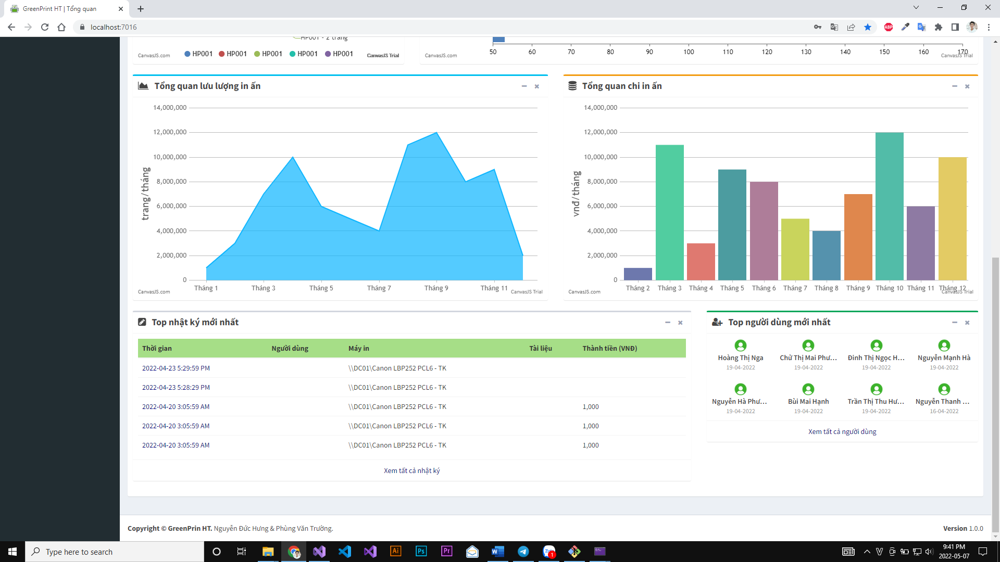 GreenPrint HT | Tổng quan
localhost:7016
HP001 - 2 trang
CanvasJS.com
HP001 HP001 HP001 HP001 HP001
CanvasJS Trial
CanvasJS.com
50 60 70 80 90 100 110 120 130 140 150 160 170
CanvasJS Trial
Tổng quan lưu lượng in ấn
14,000,000
12,000,000
10,000,000
8,000,000
6,000,000
4,000,000
2,000,000
0
trang/tháng
Tháng 1 Tháng 3 Tháng 5 Tháng 7 Tháng 9 Tháng 11
CanvasJS.com
CanvasJS Trial
Tổng quan chi in ấn
14,000,000
12,000,000
10,000,000
8,000,000
6,000,000
4,000,000
2,000,000
0
vnđ/tháng
Tháng 2 Tháng 3 Tháng 4 Tháng 5 Tháng 6 Tháng 7 Tháng 8 Tháng 9 Tháng 10 Tháng 11 Tháng 12
CanvasJS.com
CanvasJS Trial
Top nhật ký mới nhất
Thời gian Người dùng Máy in Tài liệu Thành tiền (VNĐ)
2022-04-23 5:29:59 PM \\DC01\Canon LBP252 PCL6 - TK
2022-04-23 5:28:29 PM \\DC01\Canon LBP252 PCL6 - TK
2022-04-20 3:05:59 AM \\DC01\Canon LBP252 PCL6 - TK 1,000
2022-04-20 3:05:59 AM \\DC01\Canon LBP252 PCL6 - TK 1,000
2022-04-20 3:05:59 AM \\DC01\Canon LBP252 PCL6 - TK 1,000
Xem tất cả nhật ký
Top người dùng mới nhất
Hoàng Thị Nga Chử Thị Mai Phư... Đinh Thị Ngọc H... Nguyễn Mạnh Hà
19-04-2022 19-04-2022 19-04-2022 19-04-2022
Nguyễn Hà Phư... Bùi Mai Hạnh Trần Thị Thu Hư... Nguyễn Thanh ...
19-04-2022 19-04-2022 19-04-2022 16-04-2022
Xem tất cả người dùng
Copyright © GreenPrin HT. Nguyễn Đức Hưng & Phùng Văn Trường.
Version 1.0.0
Type here to search
9:41 PM
2022-05-07
ABP
Ai
Ps
Pr
W
Zalo
1
V